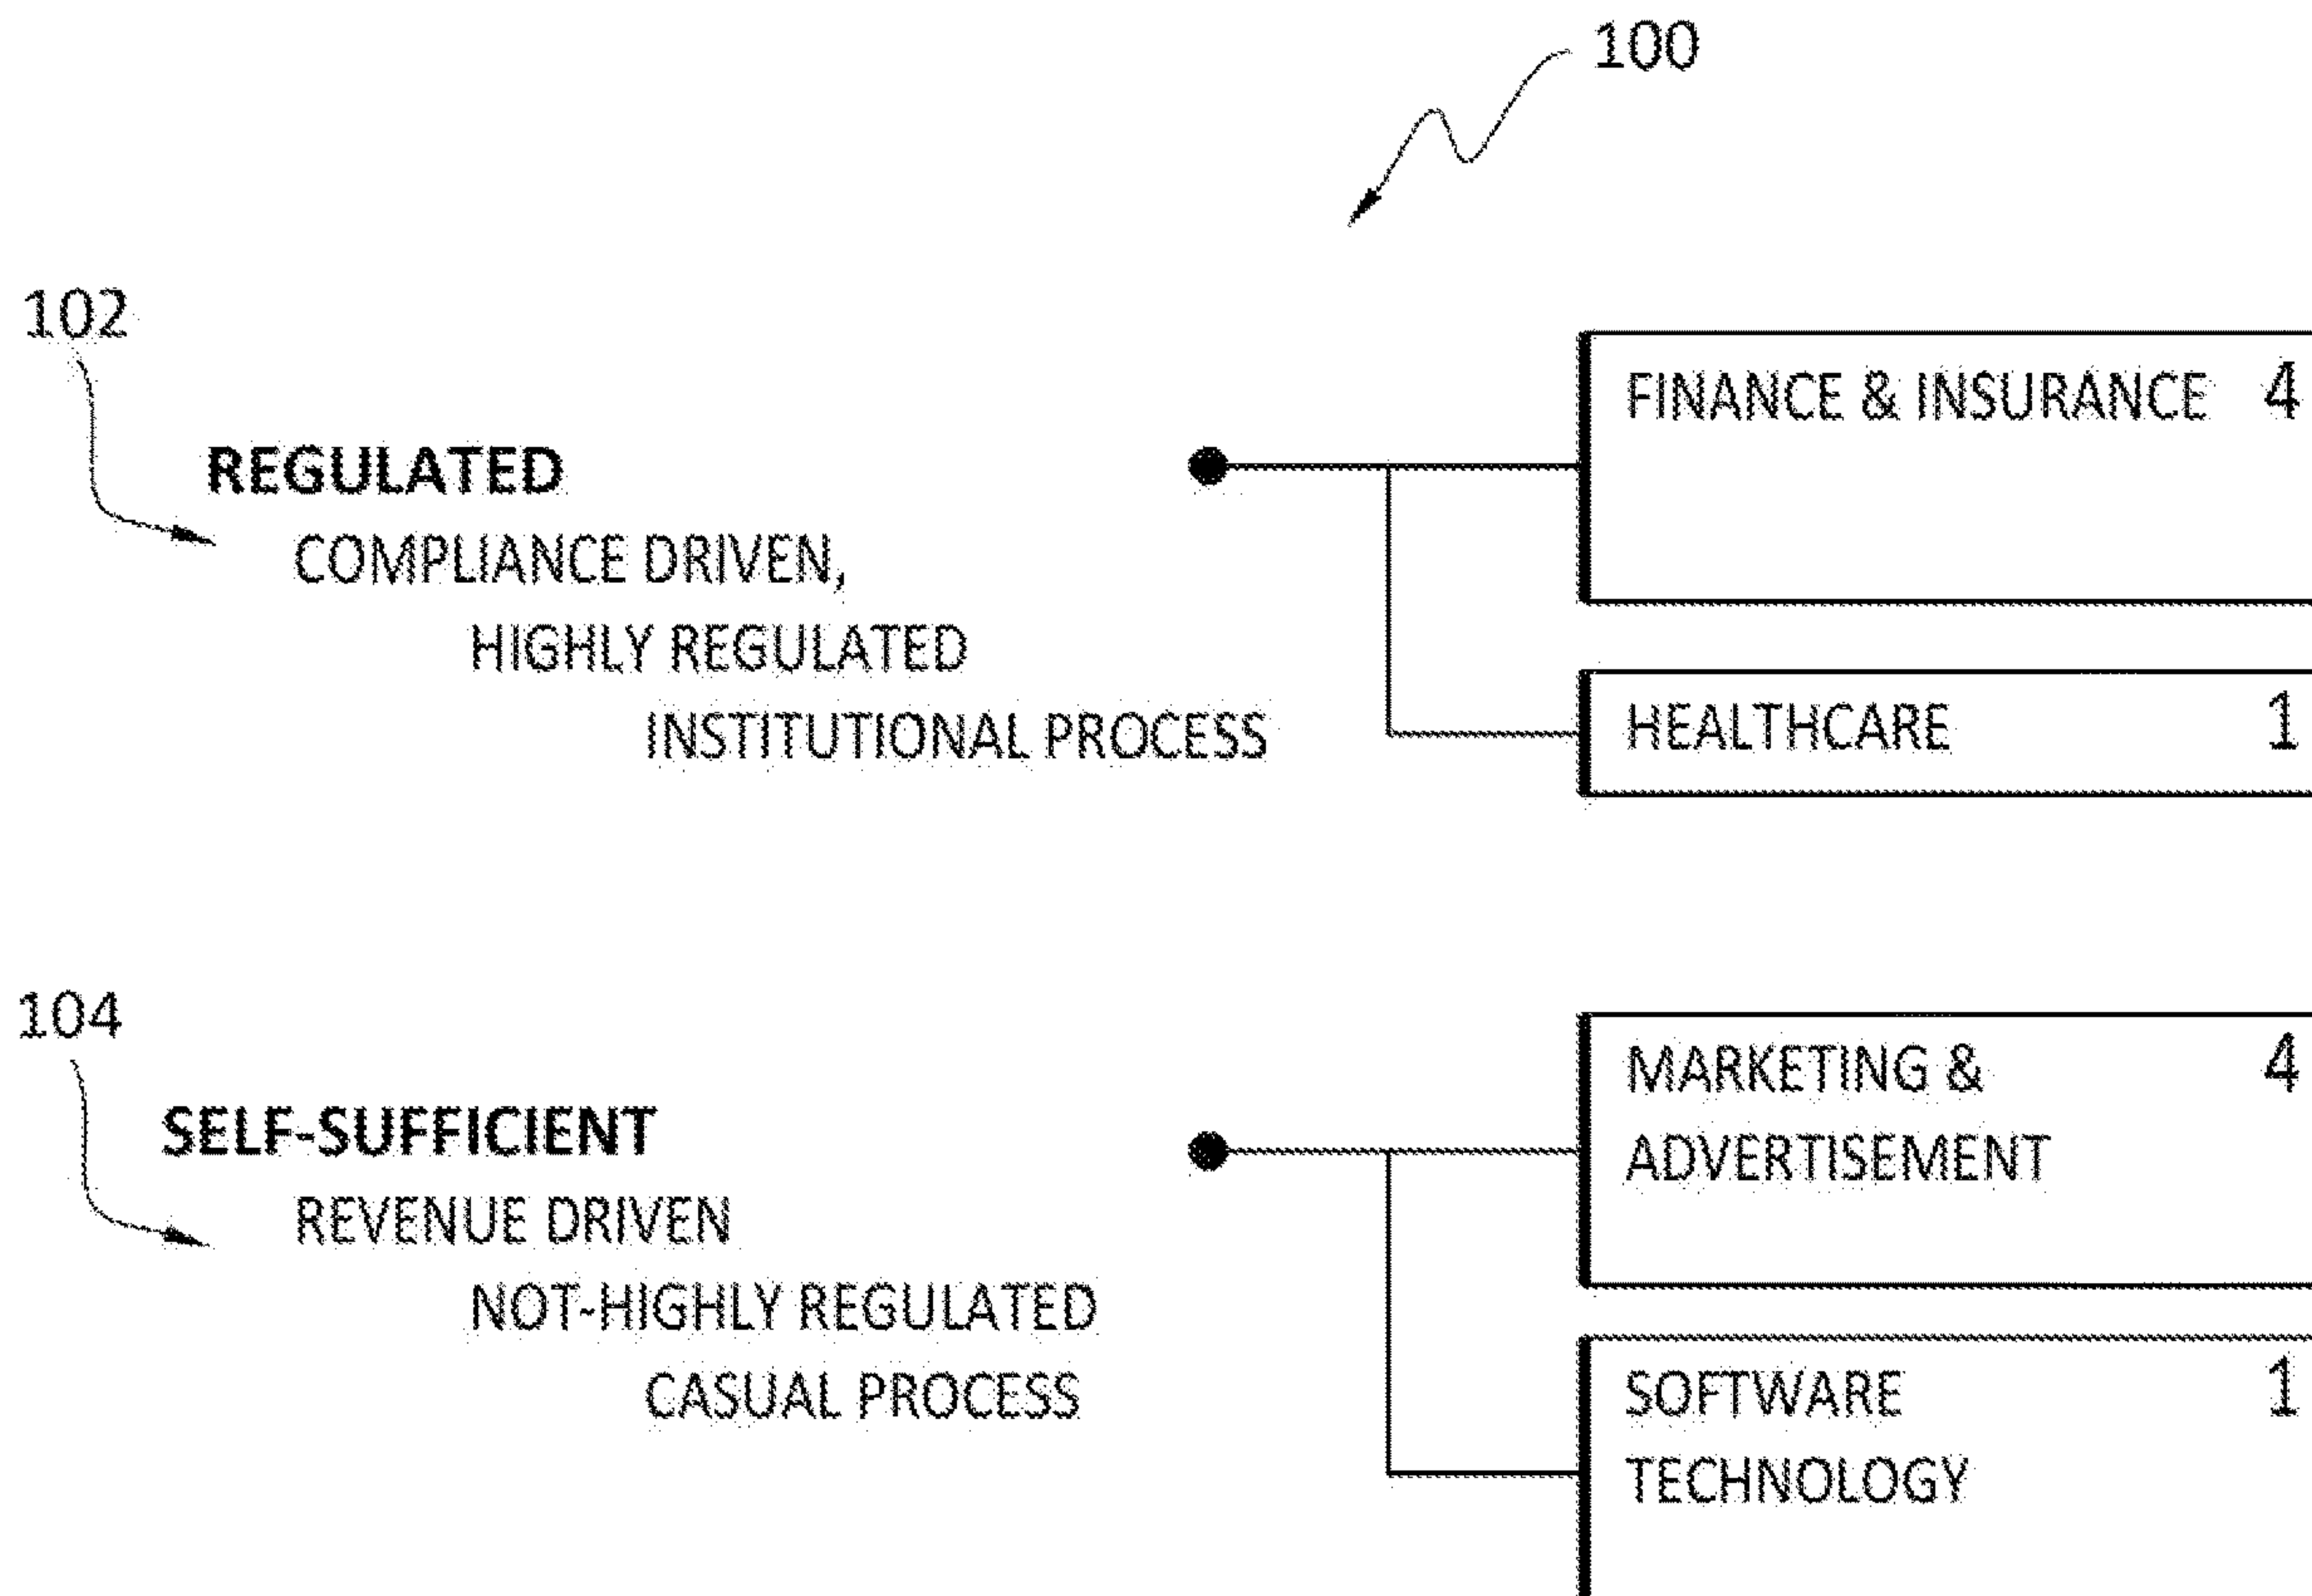 100
102
REGULATED
COMPLIANCE DRIVEN,
HIGHLY REGULATED
INSTITUTIONAL PROCESS
FINANCE & INSURANCE 4
HEALTHCARE 1
104
SELF-SUFFICIENT
REVENUE DRIVEN
NOT-HIGHLY REGULATED
CASUAL PROCESS
MARKETING & 4
ADVERTISEMENT
SOFTWARE 1
TECHNOLOGY